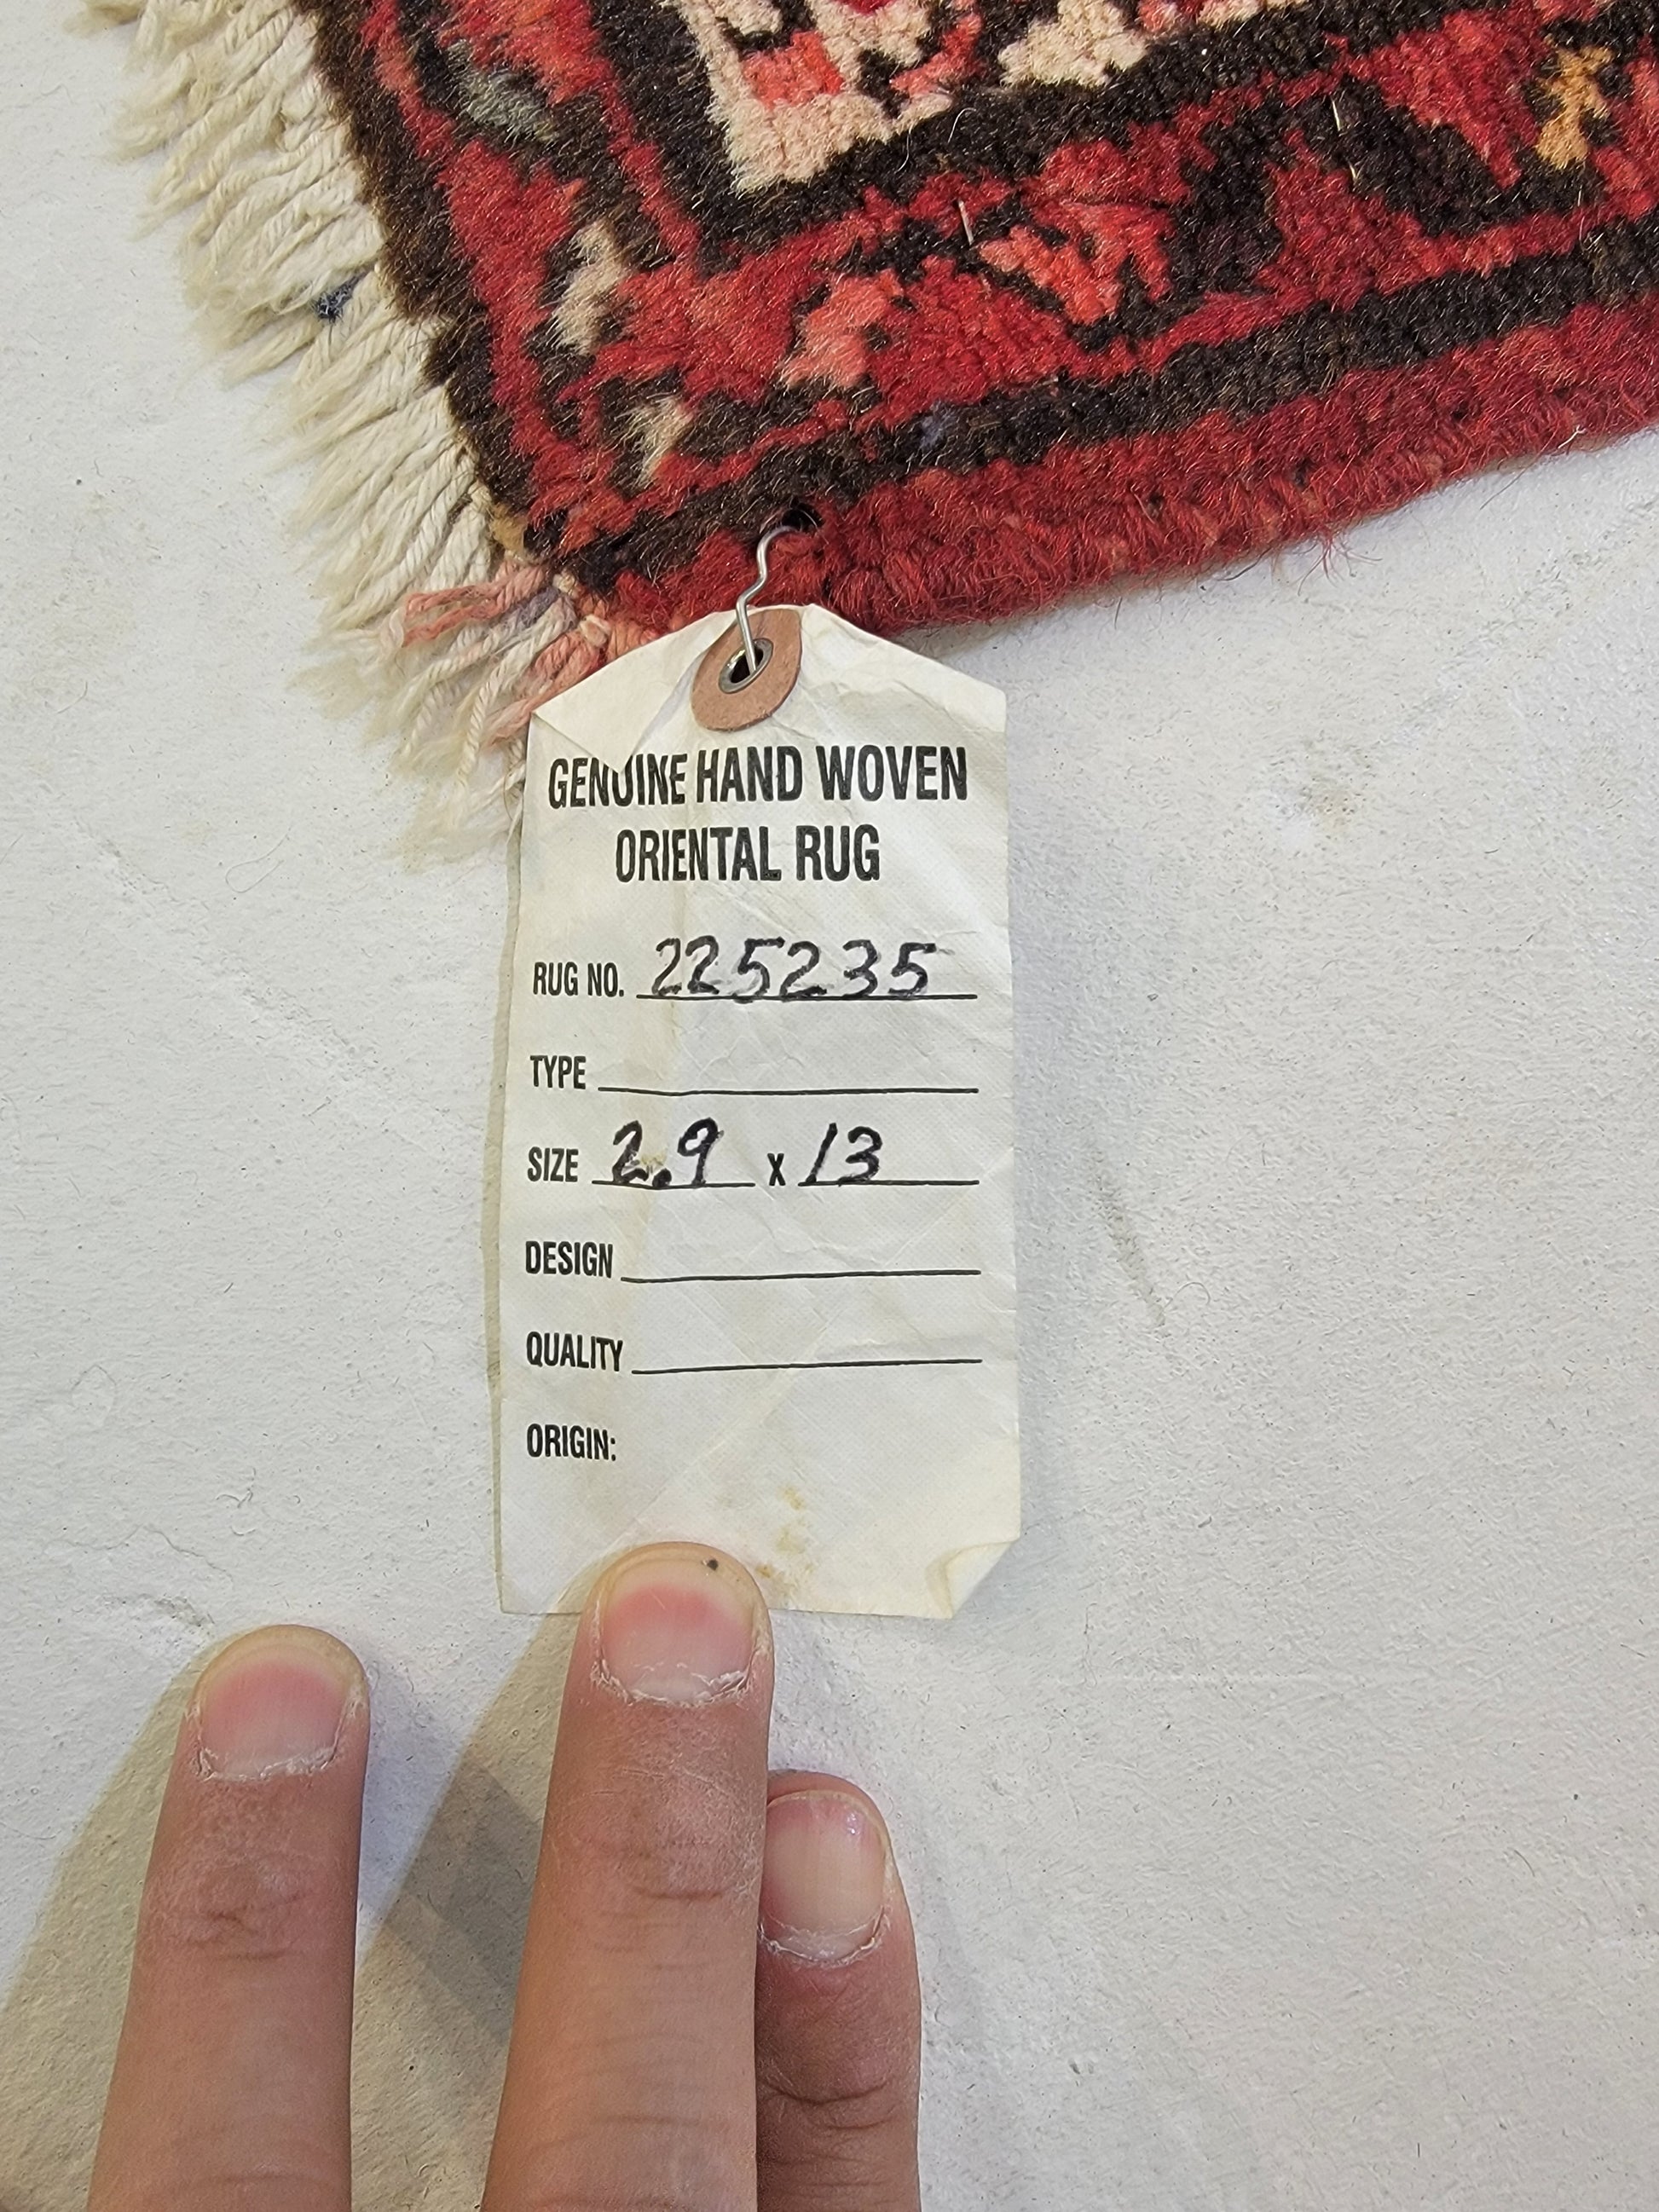 GENUINE HAND WOVEN
ORIENTAL RUG
RUG NO. 225235
TYPE
SIZE 2.9 x 13
DESIGN
QUALITY
ORIGIN: